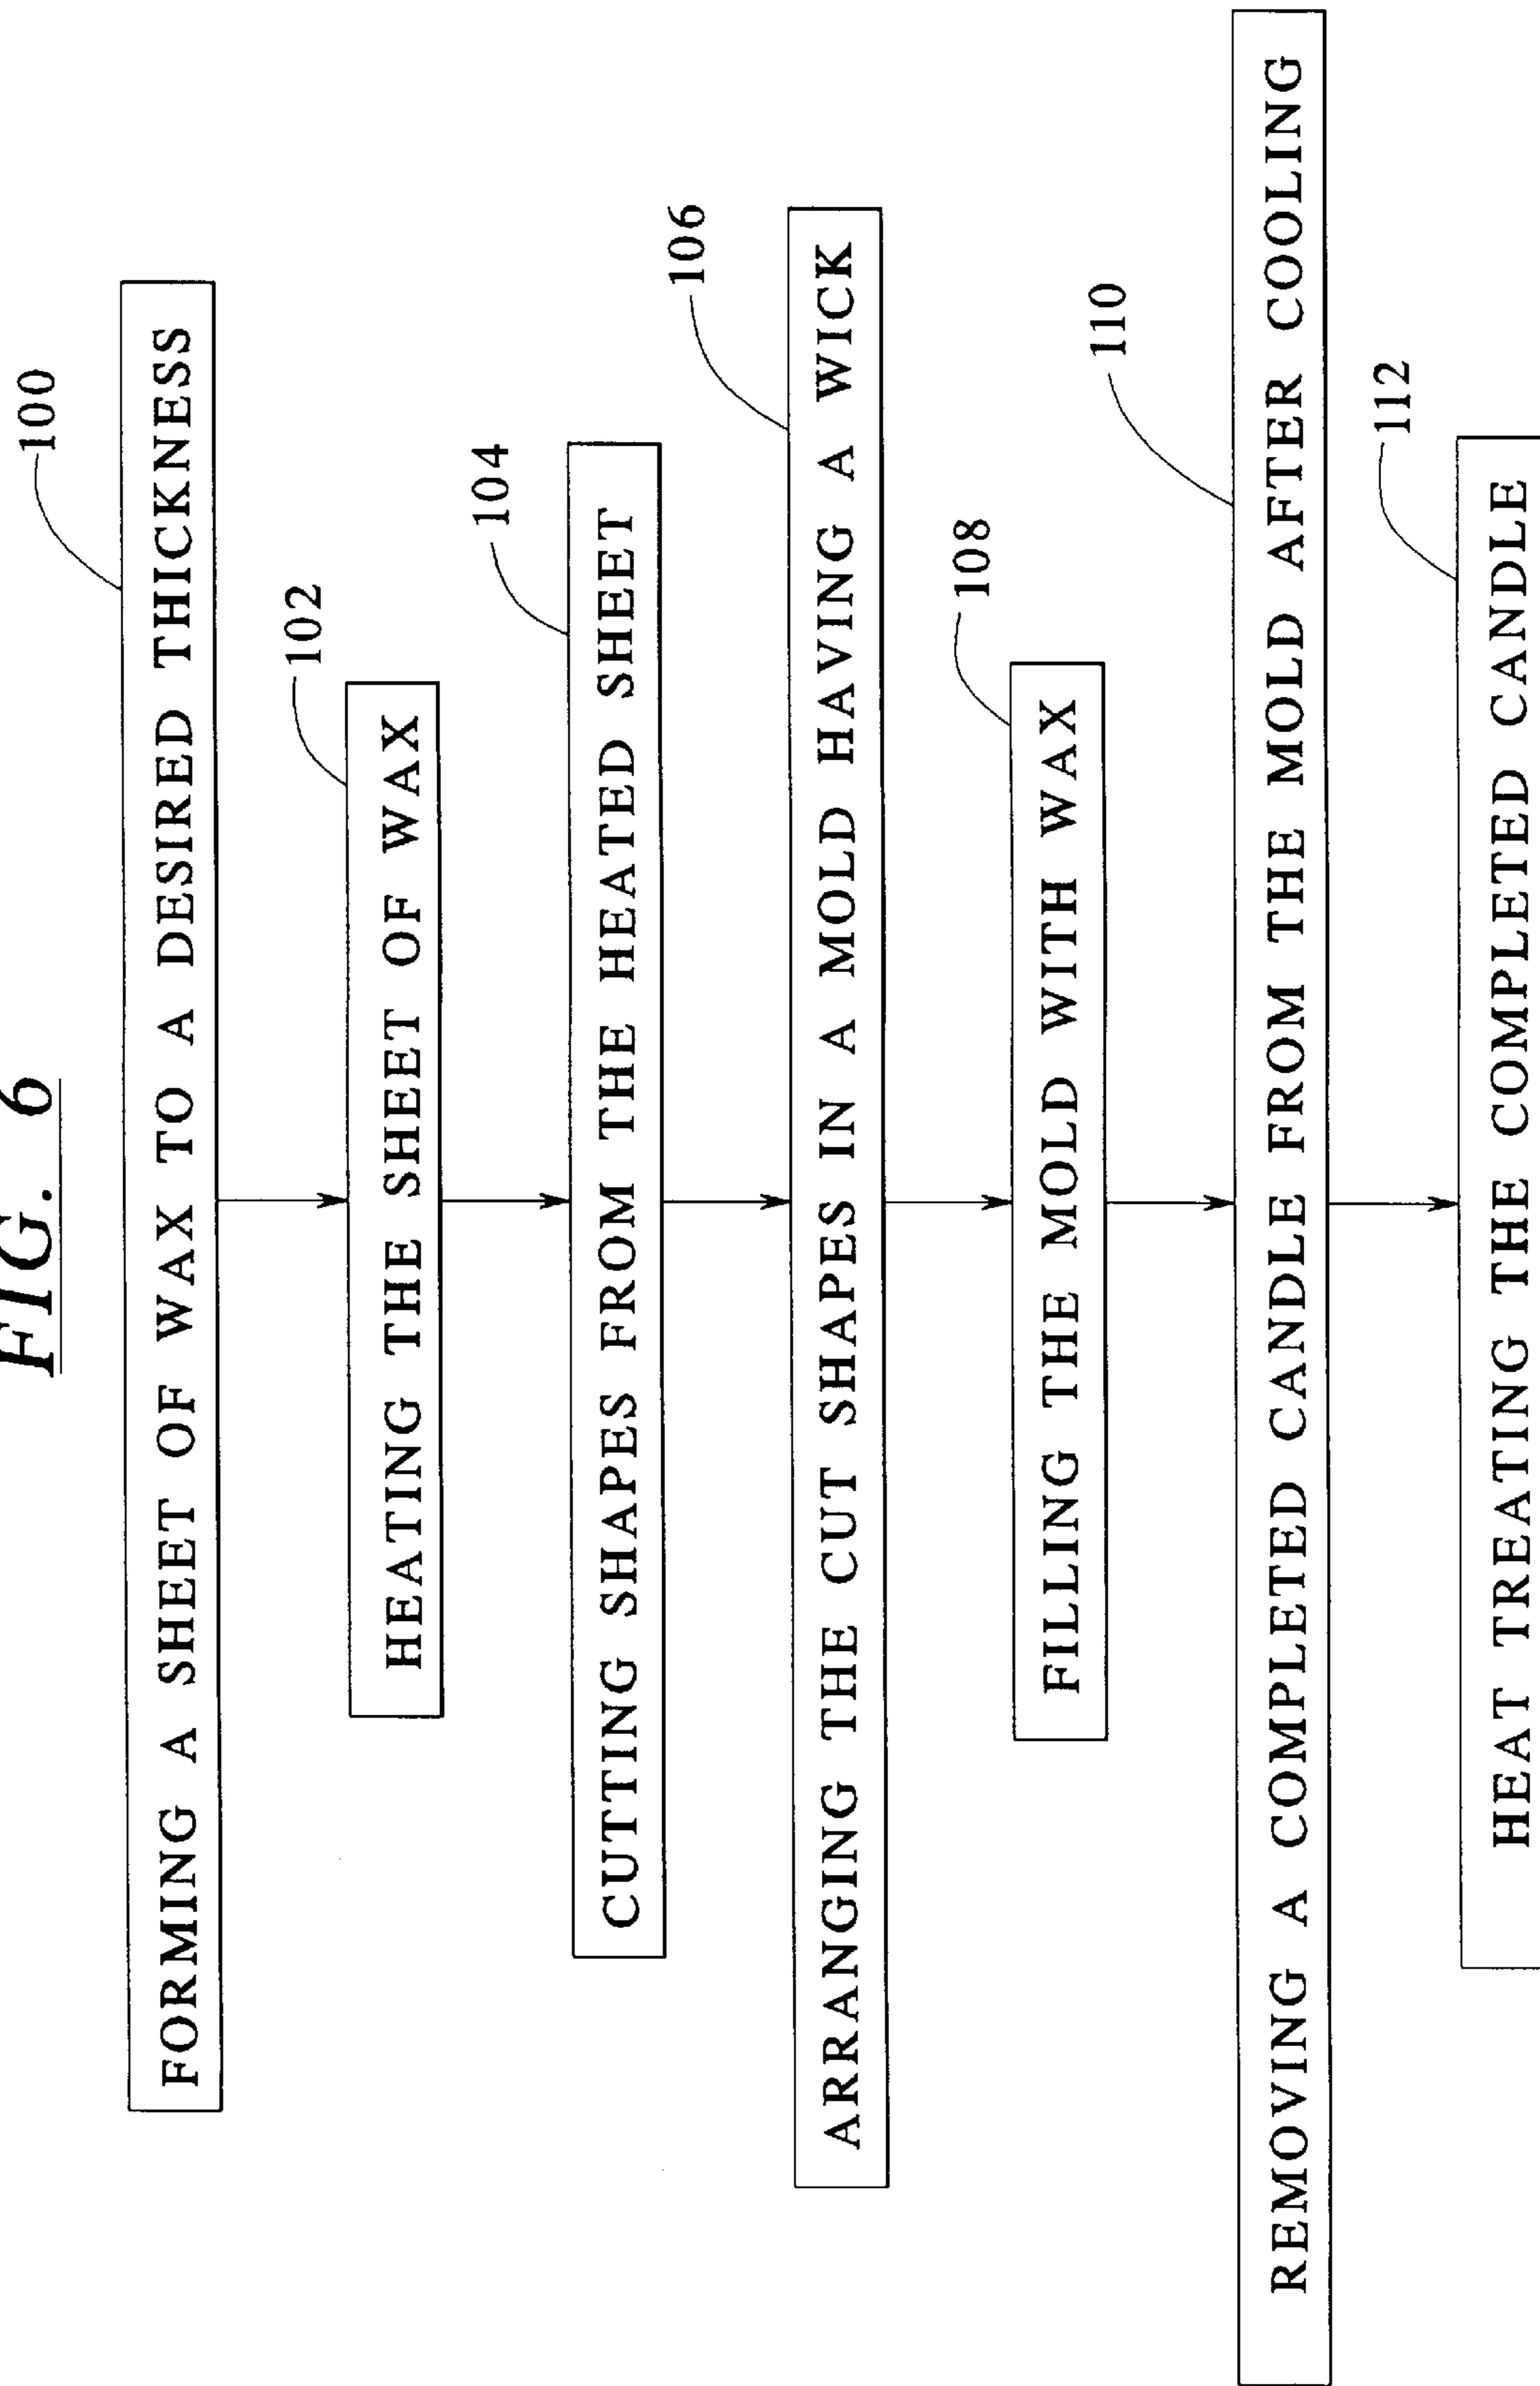 FIG. 6
100
FORMING A SHEET OF WAX TO A DESIRED THICKNESS
102
HEATING THE SHEET OF WAX
104
CUTTING SHAPES FROM THE HEATED SHEET
106
ARRANGING THE CUT SHAPES IN A MOLD HAVING A WICK
108
FILLING THE MOLD WITH WAX
110
REMOVING A COMPLETED CANDLE FROM THE MOLD AFTER COOLING
112
HEAT TREATING THE COMPLETED CANDLE